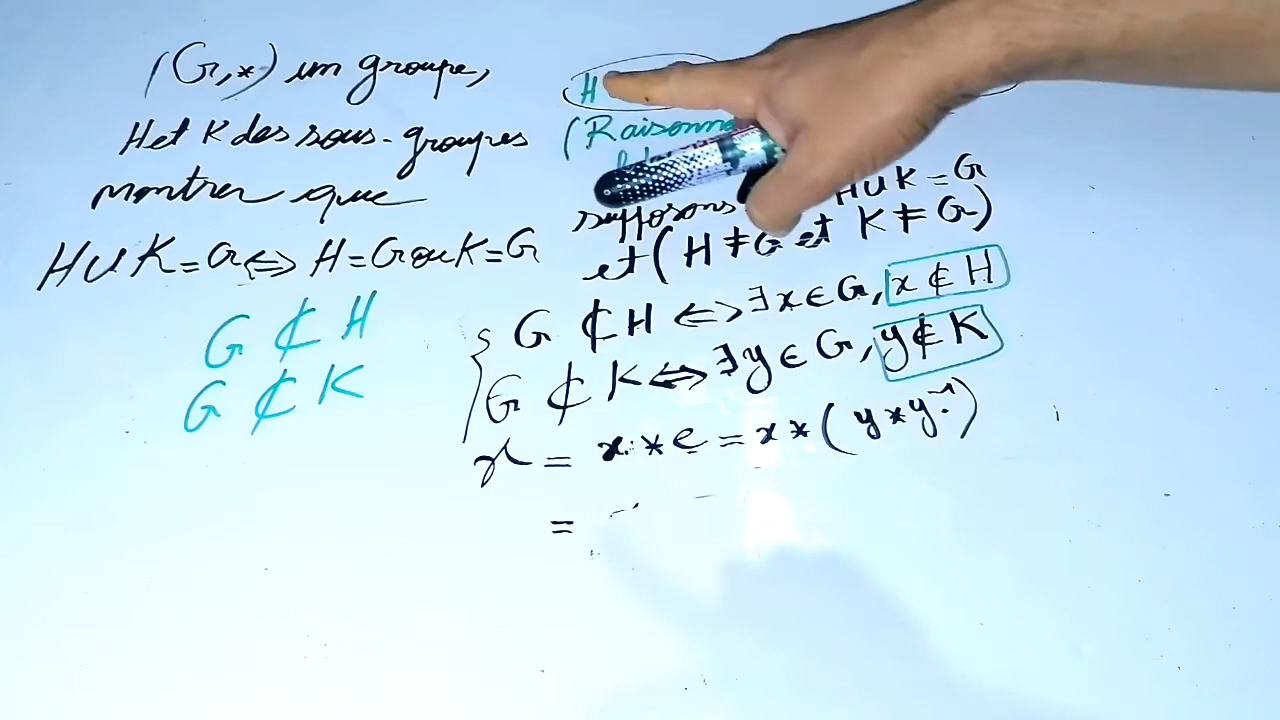 (G,*) un groupe,
H et K des sous-groupes
montrer que
H∪K=G⟺H=G ou K=G
G ⊄ H
G ⊄ K
H
(Raisonne
supposons H∪K=G
et (H≠G et K≠G)
G ⊄ H ⟺ ∃x∈G, x∉H
G ⊄ K ⟺ ∃y∈G, y∉K
x = x*e = x*(y*y⁻¹)
=